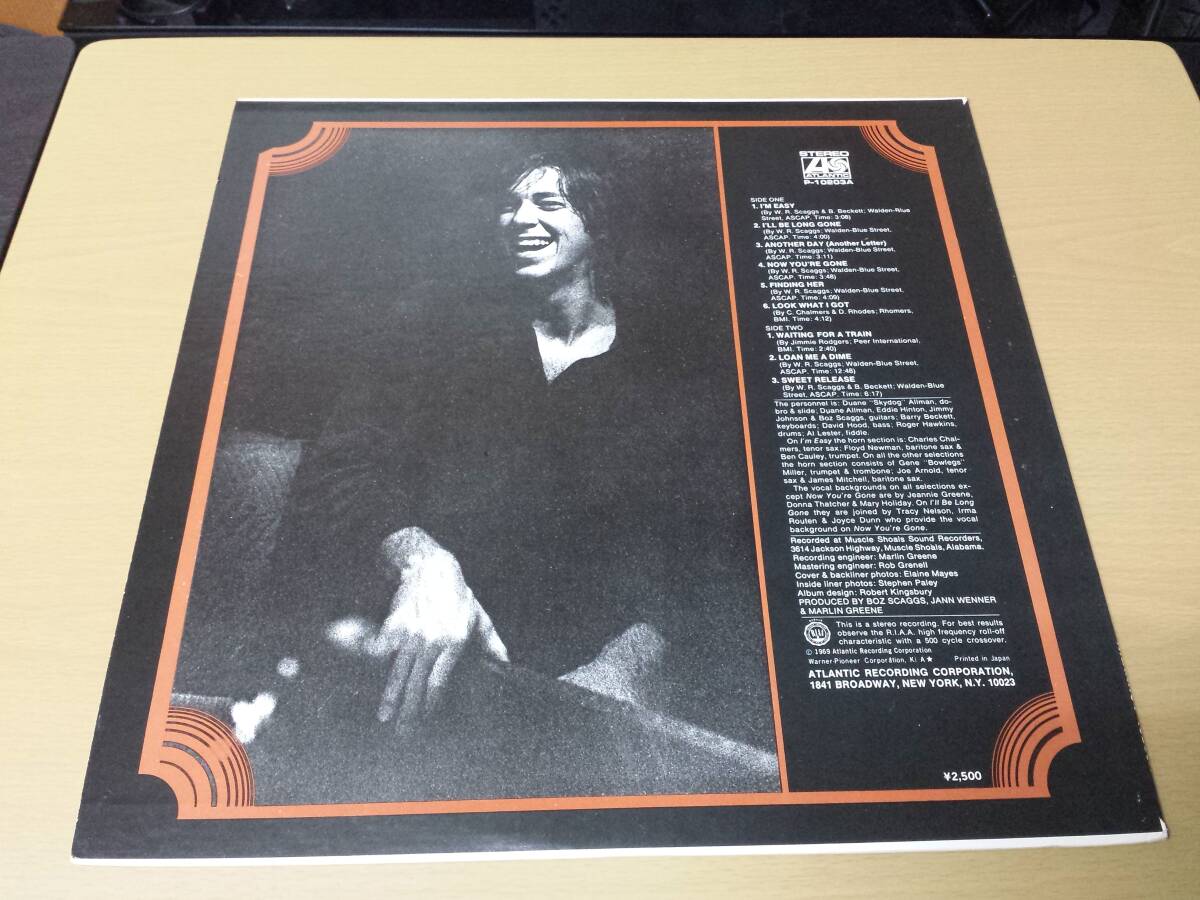 STEREO
ATLANTIC
P-10203A
SIDE ONE
1. I'M EASY
(By W. R. Scaggs & B. Beckett; Walden-Blue
Street, ASCAP. Time: 3:08)
2. I'LL BE LONG GONE
(By W. R. Scaggs; Walden-Blue Street,
ASCAP. Time: 4:00)
3. ANOTHER DAY (Another Letter)
(By W. R. Scaggs; Walden-Blue Street,
ASCAP. Time: 3:11)
4. NOW YOU'RE GONE
(By W. R. Scaggs; Walden-Blue Street,
ASCAP. Time: 3:48)
5. FINDING HER
(By W. R. Scaggs; Walden-Blue Street,
ASCAP. Time: 4:09)
6. LOOK WHAT I GOT
(By C. Chalmers & D. Rhodes; Rhomers,
BMI. Time: 4:12)
SIDE TWO
1. WAITING FOR A TRAIN
(By Jimmie Rodgers; Peer International,
BMI. Time: 2:40)
2. LOAN ME A DIME
(By W. R. Scaggs; Walden-Blue Street,
ASCAP. Time: 12:48)
3. SWEET RELEASE
(By W. R. Scaggs & B. Beckett; Walden-Blue
Street, ASCAP. Time: 6:17)
The personnel is: Duane "Skydog" Allman, do-
bro & slide; Duane Allman, Eddie Hinton, Jimmy
Johnson & Boz Scaggs, guitars; Barry Beckett,
keyboards; David Hood, bass; Roger Hawkins,
drums; Al Lester, fiddle.
On I'm Easy the horn section is: Charles Chal-
mers, tenor sax; Floyd Newman, baritone sax &
Ben Cauley, trumpet. On all the other selections
the horn section consists of Gene "Bowlegs"
Miller, trumpet & trombone; Joe Arnold, tenor
sax & James Mitchell, baritone sax.
The vocal backgrounds on all selections ex-
cept Now You're Gone are by Jeannie Greene,
Donna Thatcher & Mary Holiday. On I'll Be Long
Gone they are joined by Tracy Nelson, Irma
Routen & Joyce Dunn who provide the vocal
background on Now You're Gone.
Recorded at Muscle Shoals Sound Recorders,
3614 Jackson Highway, Muscle Shoals, Alabama.
Recording engineer: Marlin Greene
Mastering engineer: Rob Grenell
Cover & backliner photos: Elaine Mayes
Inside liner photos: Stephen Paley
Album design: Robert Kingsbury
PRODUCED BY BOZ SCAGGS, JANN WENNER
& MARLIN GREENE
This is a stereo recording. For best results
observe the R.I.A.A. high frequency roll-off
characteristic with a 500 cycle crossover.
© 1969 Atlantic Recording Corporation
Warner-Pioneer Corporation, Ki A★ Printed in Japan
ATLANTIC RECORDING CORPORATION,
1841 BROADWAY, NEW YORK, N.Y. 10023
¥2,500